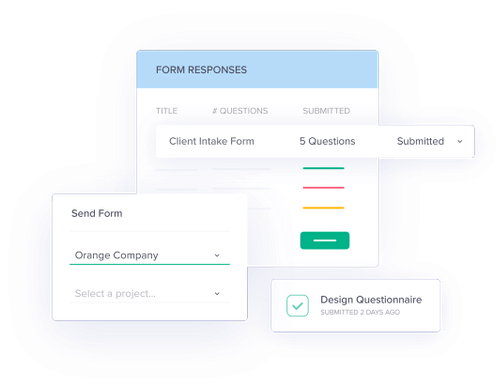 FORM RESPONSES
TITLE # QUESTIONS SUBMITTED
Client Intake Form 5 Questions Submitted
Send Form
Orange Company
Select a project...
Design Questionnaire
SUBMITTED 2 DAYS AGO